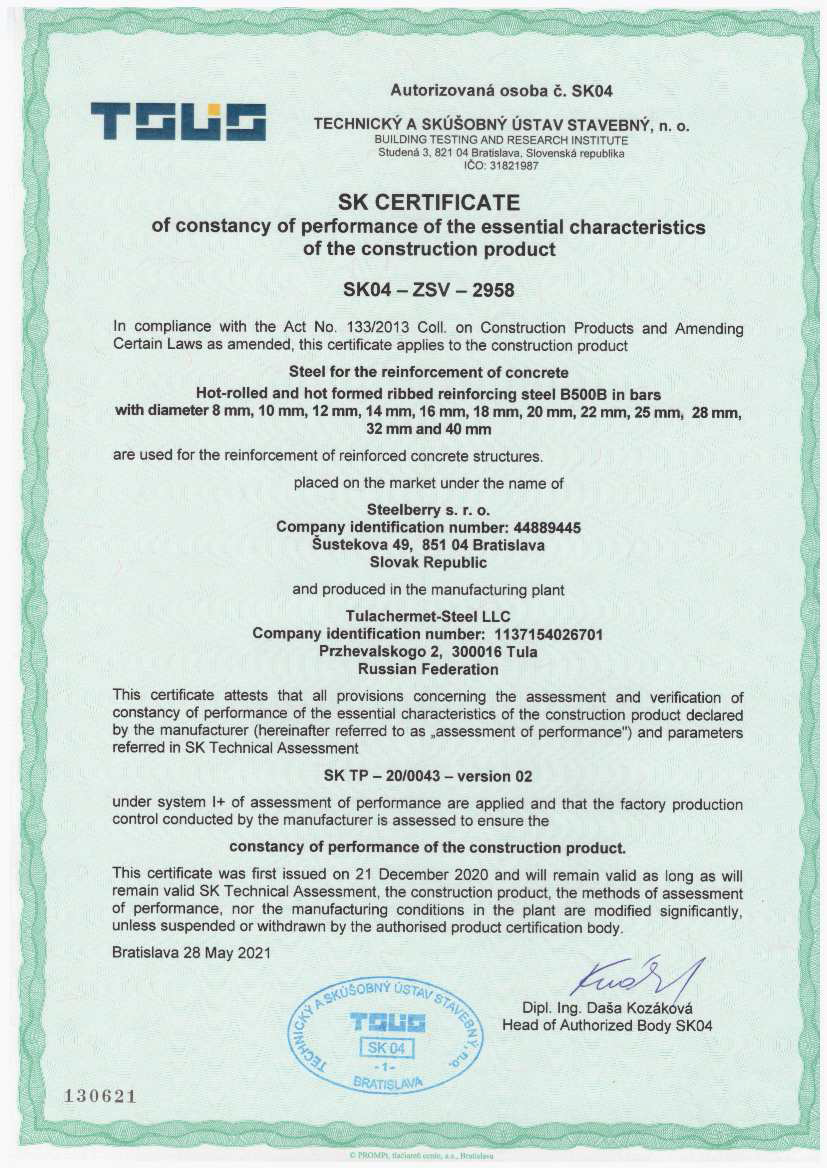 TSUS
Autorizovaná osoba č. SK04
TECHNICKÝ A SKÚŠOBNÝ ÚSTAV STAVEBNÝ, n. o.
BUILDING TESTING AND RESEARCH INSTITUTE
Studená 3, 821 04 Bratislava, Slovenská republika
IČO: 31821987
SK CERTIFICATE
of constancy of performance of the essential characteristics
of the construction product
SK04 – ZSV – 2958
In compliance with the Act No. 133/2013 Coll. on Construction Products and Amending
Certain Laws as amended, this certificate applies to the construction product
Steel for the reinforcement of concrete
Hot-rolled and hot formed ribbed reinforcing steel B500B in bars
with diameter 8 mm, 10 mm, 12 mm, 14 mm, 16 mm, 18 mm, 20 mm, 22 mm, 25 mm, 28 mm,
32 mm and 40 mm
are used for the reinforcement of reinforced concrete structures.
placed on the market under the name of
Steelberry s. r. o.
Company identification number: 44889445
Šustekova 49, 851 04 Bratislava
Slovak Republic
and produced in the manufacturing plant
Tulachermet-Steel LLC
Company identification number: 1137154026701
Przhevalskogo 2, 300016 Tula
Russian Federation
This certificate attests that all provisions concerning the assessment and verification of
constancy of performance of the essential characteristics of the construction product declared
by the manufacturer (hereinafter referred to as „assessment of performance") and parameters
referred in SK Technical Assessment
SK TP – 20/0043 – version 02
under system I+ of assessment of performance are applied and that the factory production
control conducted by the manufacturer is assessed to ensure the
constancy of performance of the construction product.
This certificate was first issued on 21 December 2020 and will remain valid as long as will
remain valid SK Technical Assessment, the construction product, the methods of assessment
of performance, nor the manufacturing conditions in the plant are modified significantly,
unless suspended or withdrawn by the authorised product certification body.
Bratislava 28 May 2021
TECHNICKÝ A SKÚŠOBNÝ ÚSTAV STAVEBNÝ, n.o.
TSUS
SK 04
-1-
BRATISLAVA
Dipl. Ing. Daša Kozáková
Head of Authorized Body SK04
130621
© PROMPt, tlačiareň cenín, a.s., Bratislava